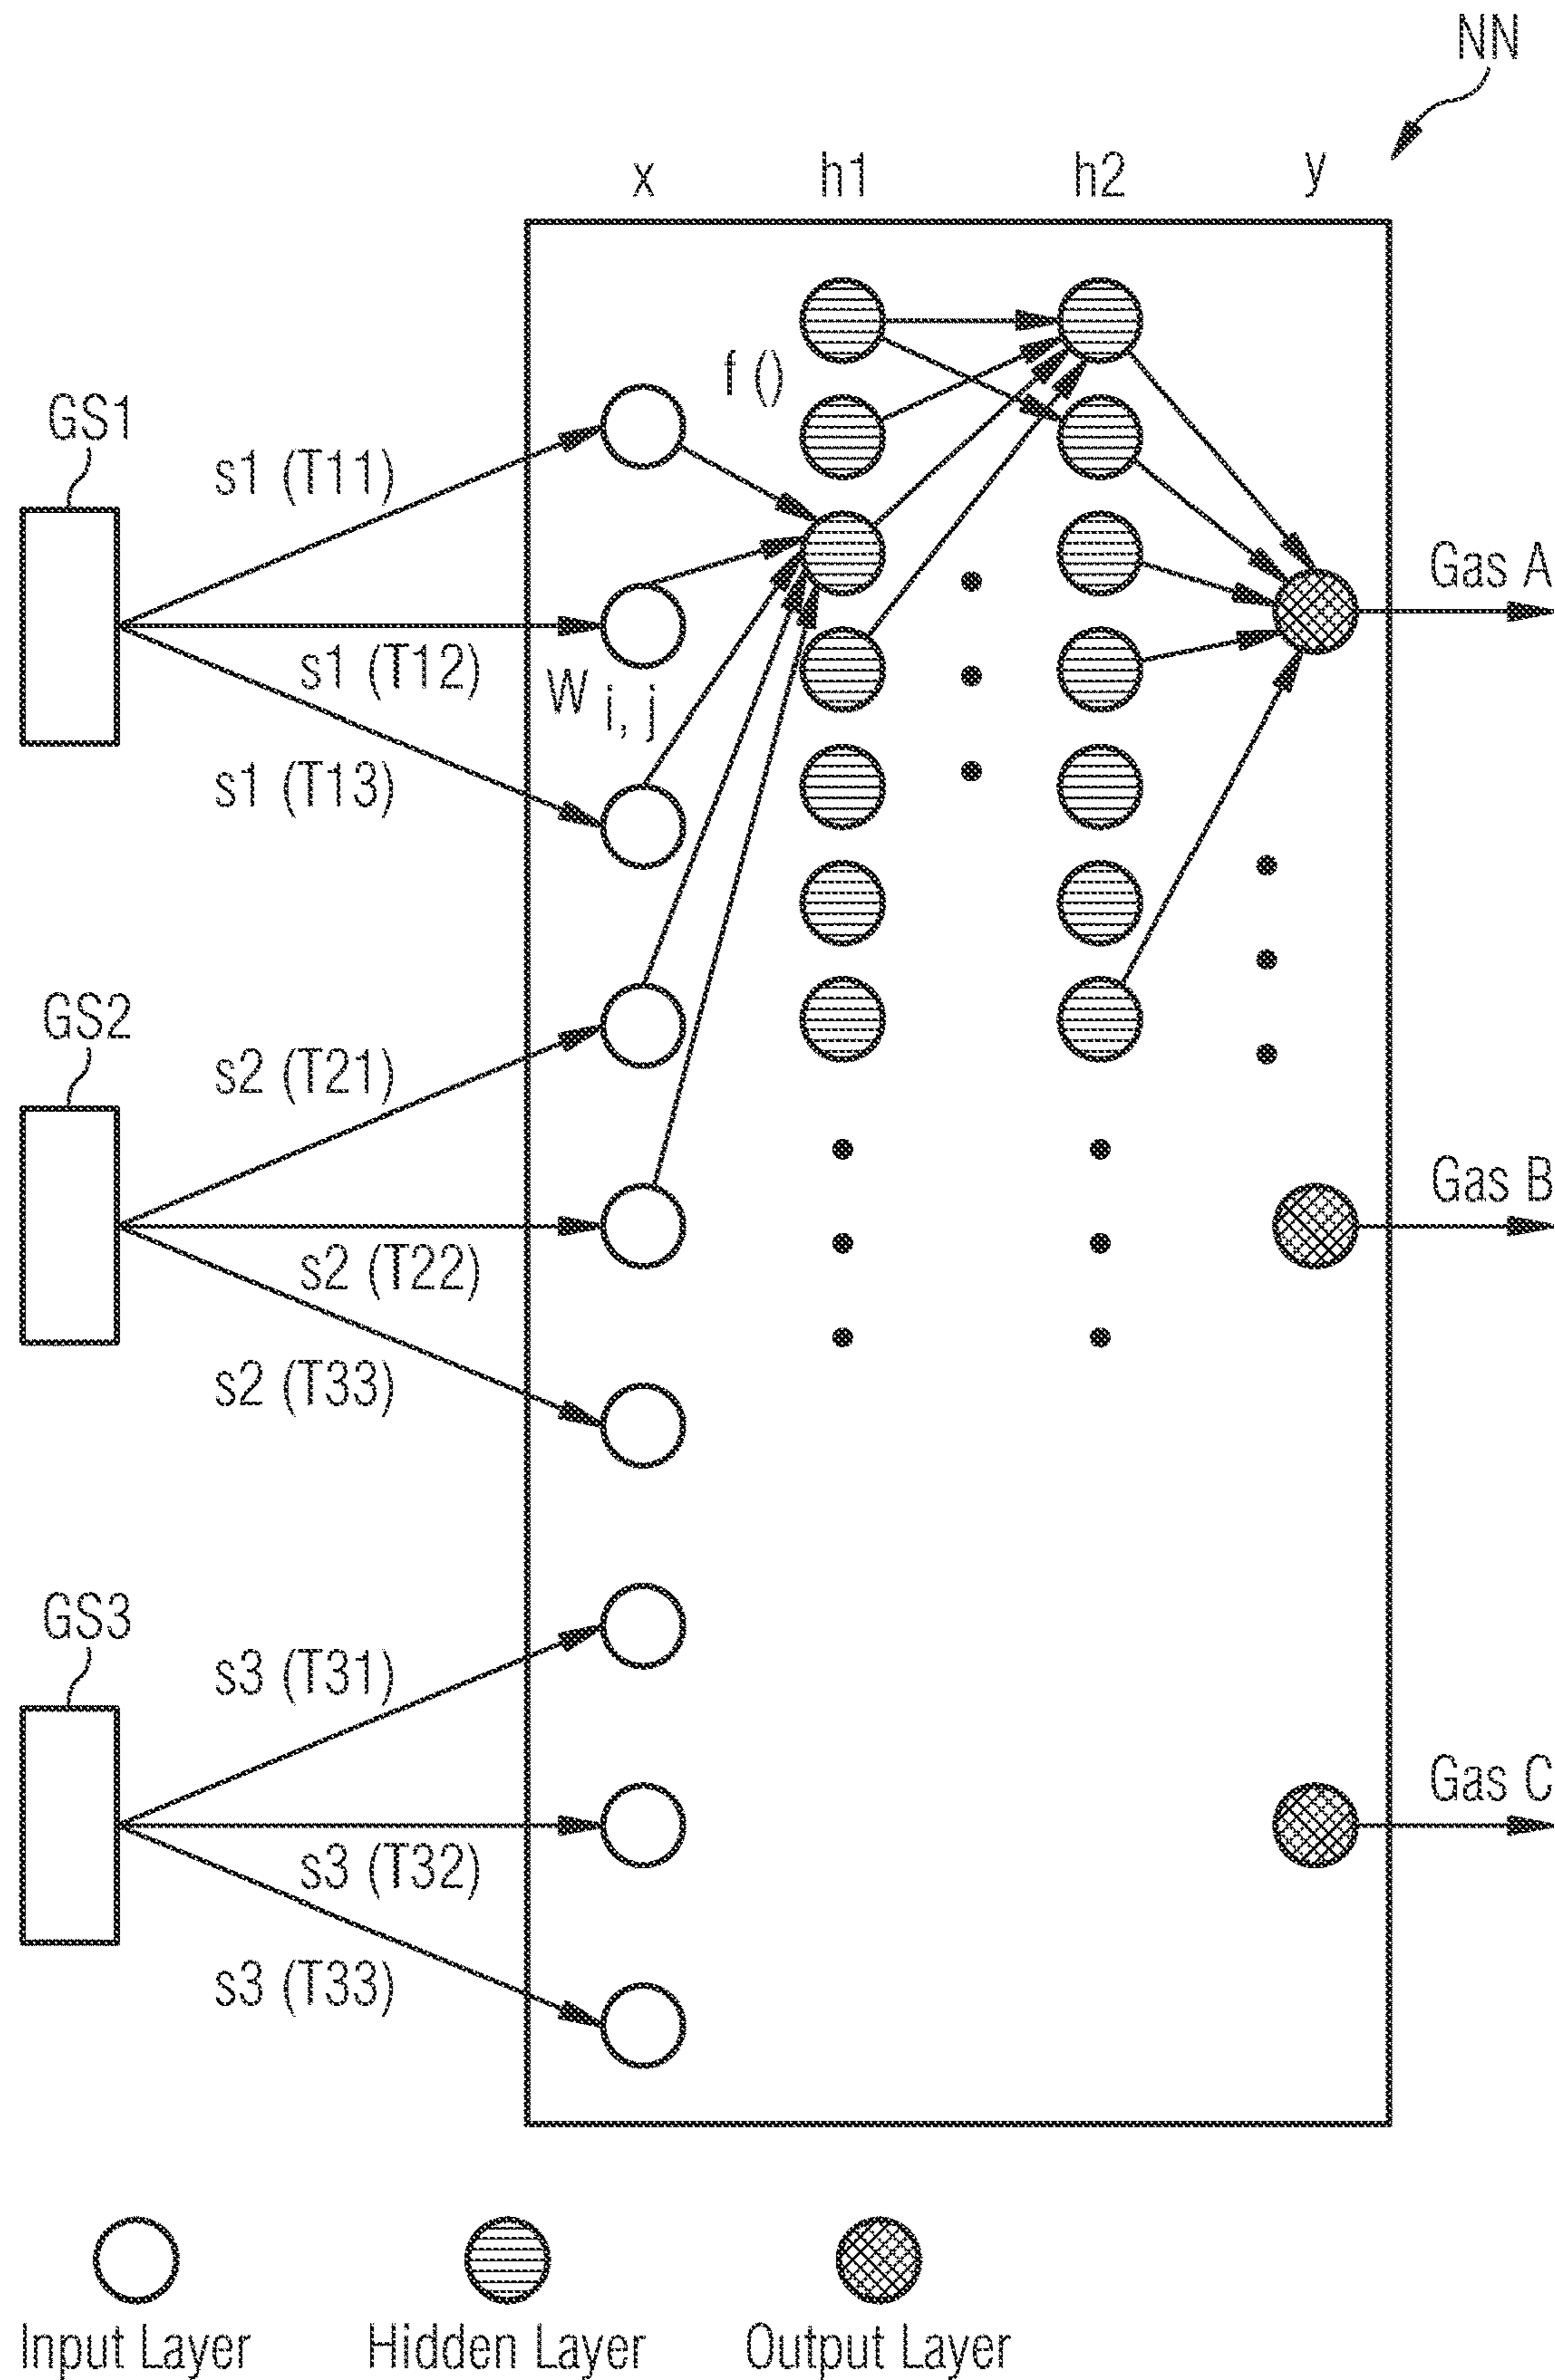 NN
x h1 h2 y
f ()
GS1
s1 (T11)
Gas A
s1 (T12)
W i, j
s1 (T13)
GS2
s2 (T21)
Gas B
s2 (T22)
s2 (T33)
GS3
s3 (T31)
Gas C
s3 (T32)
s3 (T33)
Input Layer Hidden Layer Output Layer